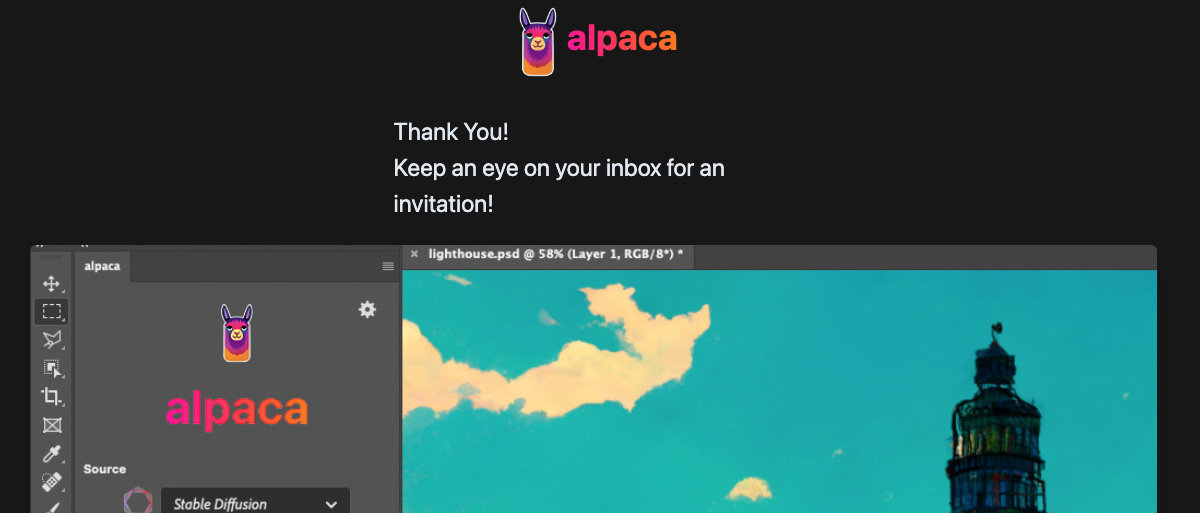 alpaca
Thank You!
Keep an eye on your inbox for an
invitation!
alpaca
lighthouse.psd @ 58% (Layer 1, RGB/8*) *
alpaca
Source
Stable Diffusion